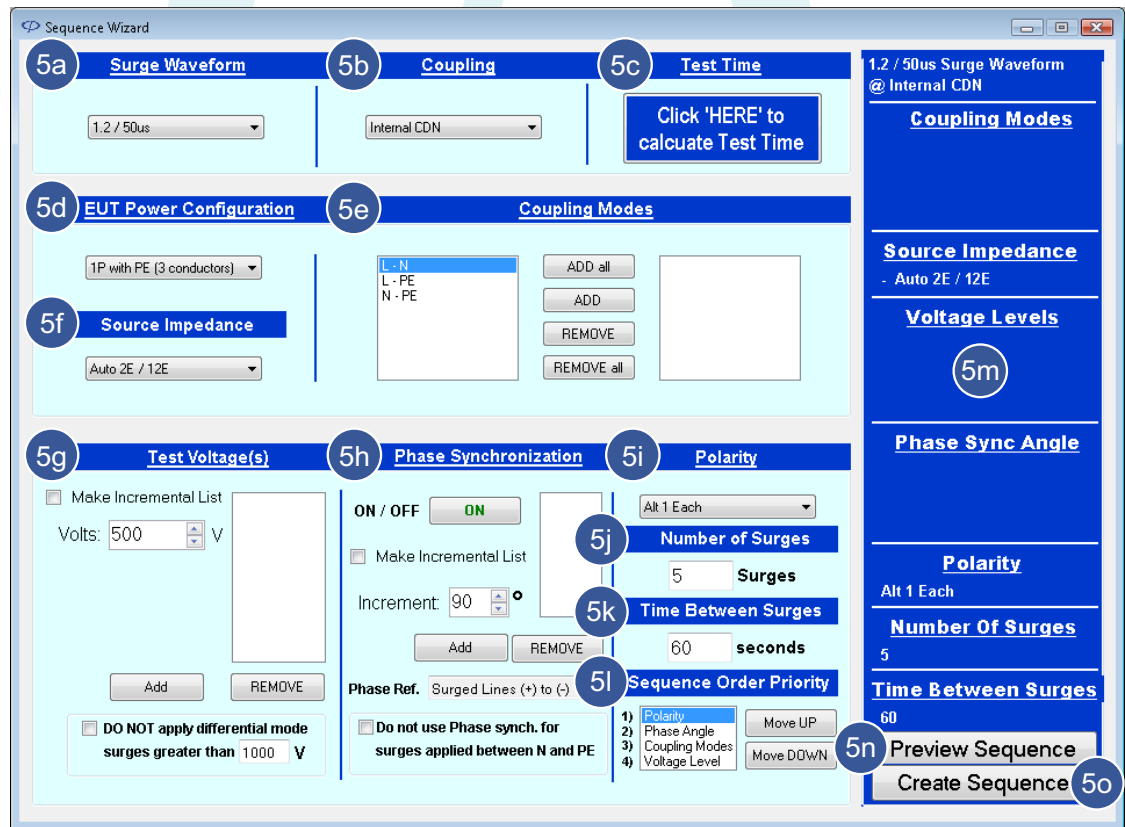 Sequence Wizard
5a Surge Waveform
1.2 / 50us
5b Coupling
Internal CDN
5c Test Time
Click 'HERE' to
calcuate Test Time
5d EUT Power Configuration
1P with PE (3 conductors)
5e Coupling Modes
L - N
L - PE
N - PE
ADD all
ADD
REMOVE
REMOVE all
5f Source Impedance
Auto 2E / 12E
5g Test Voltage(s)
Make Incremental List
Volts: 500 V
Add REMOVE
DO NOT apply differential mode
surges greater than 1000 V
5h Phase Synchronization
ON / OFF ON
Make Incremental List
Increment: 90 °
Add REMOVE
Phase Ref. Surged Lines (+) to (-)
Do not use Phase synch. for
surges applied between N and PE
5i Polarity
Alt 1 Each
5j Number of Surges
5 Surges
5k Time Between Surges
60 seconds
5l Sequence Order Priority
1) Polarity
2) Phase Angle
3) Coupling Modes
4) Voltage Level
Move UP
Move DOWN
1.2 / 50us Surge Waveform
@ Internal CDN
Coupling Modes
Source Impedance
- Auto 2E / 12E
Voltage Levels
5m
Phase Sync Angle
Polarity
Alt 1 Each
Number Of Surges
5
Time Between Surges
60
5n Preview Sequence
Create Sequence 5o